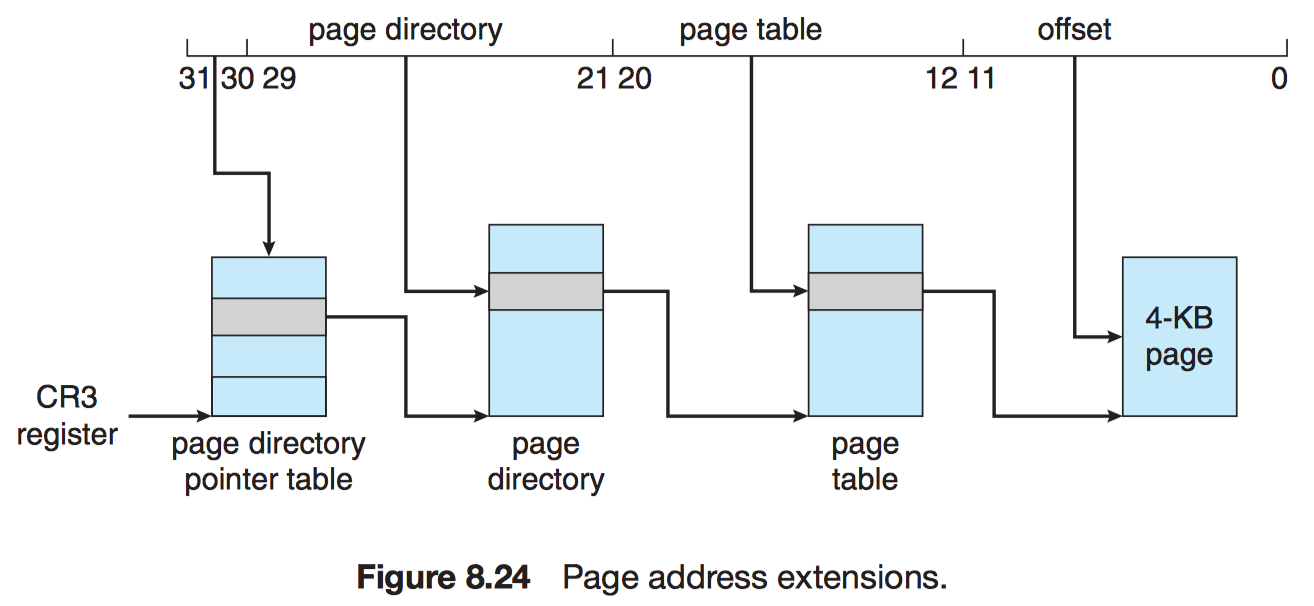 page directory page table offset
31 30 29 21 20 12 11 0
4-KB
page
CR3
register
page directory
pointer table
page
directory
page
table
Figure 8.24 Page address extensions.